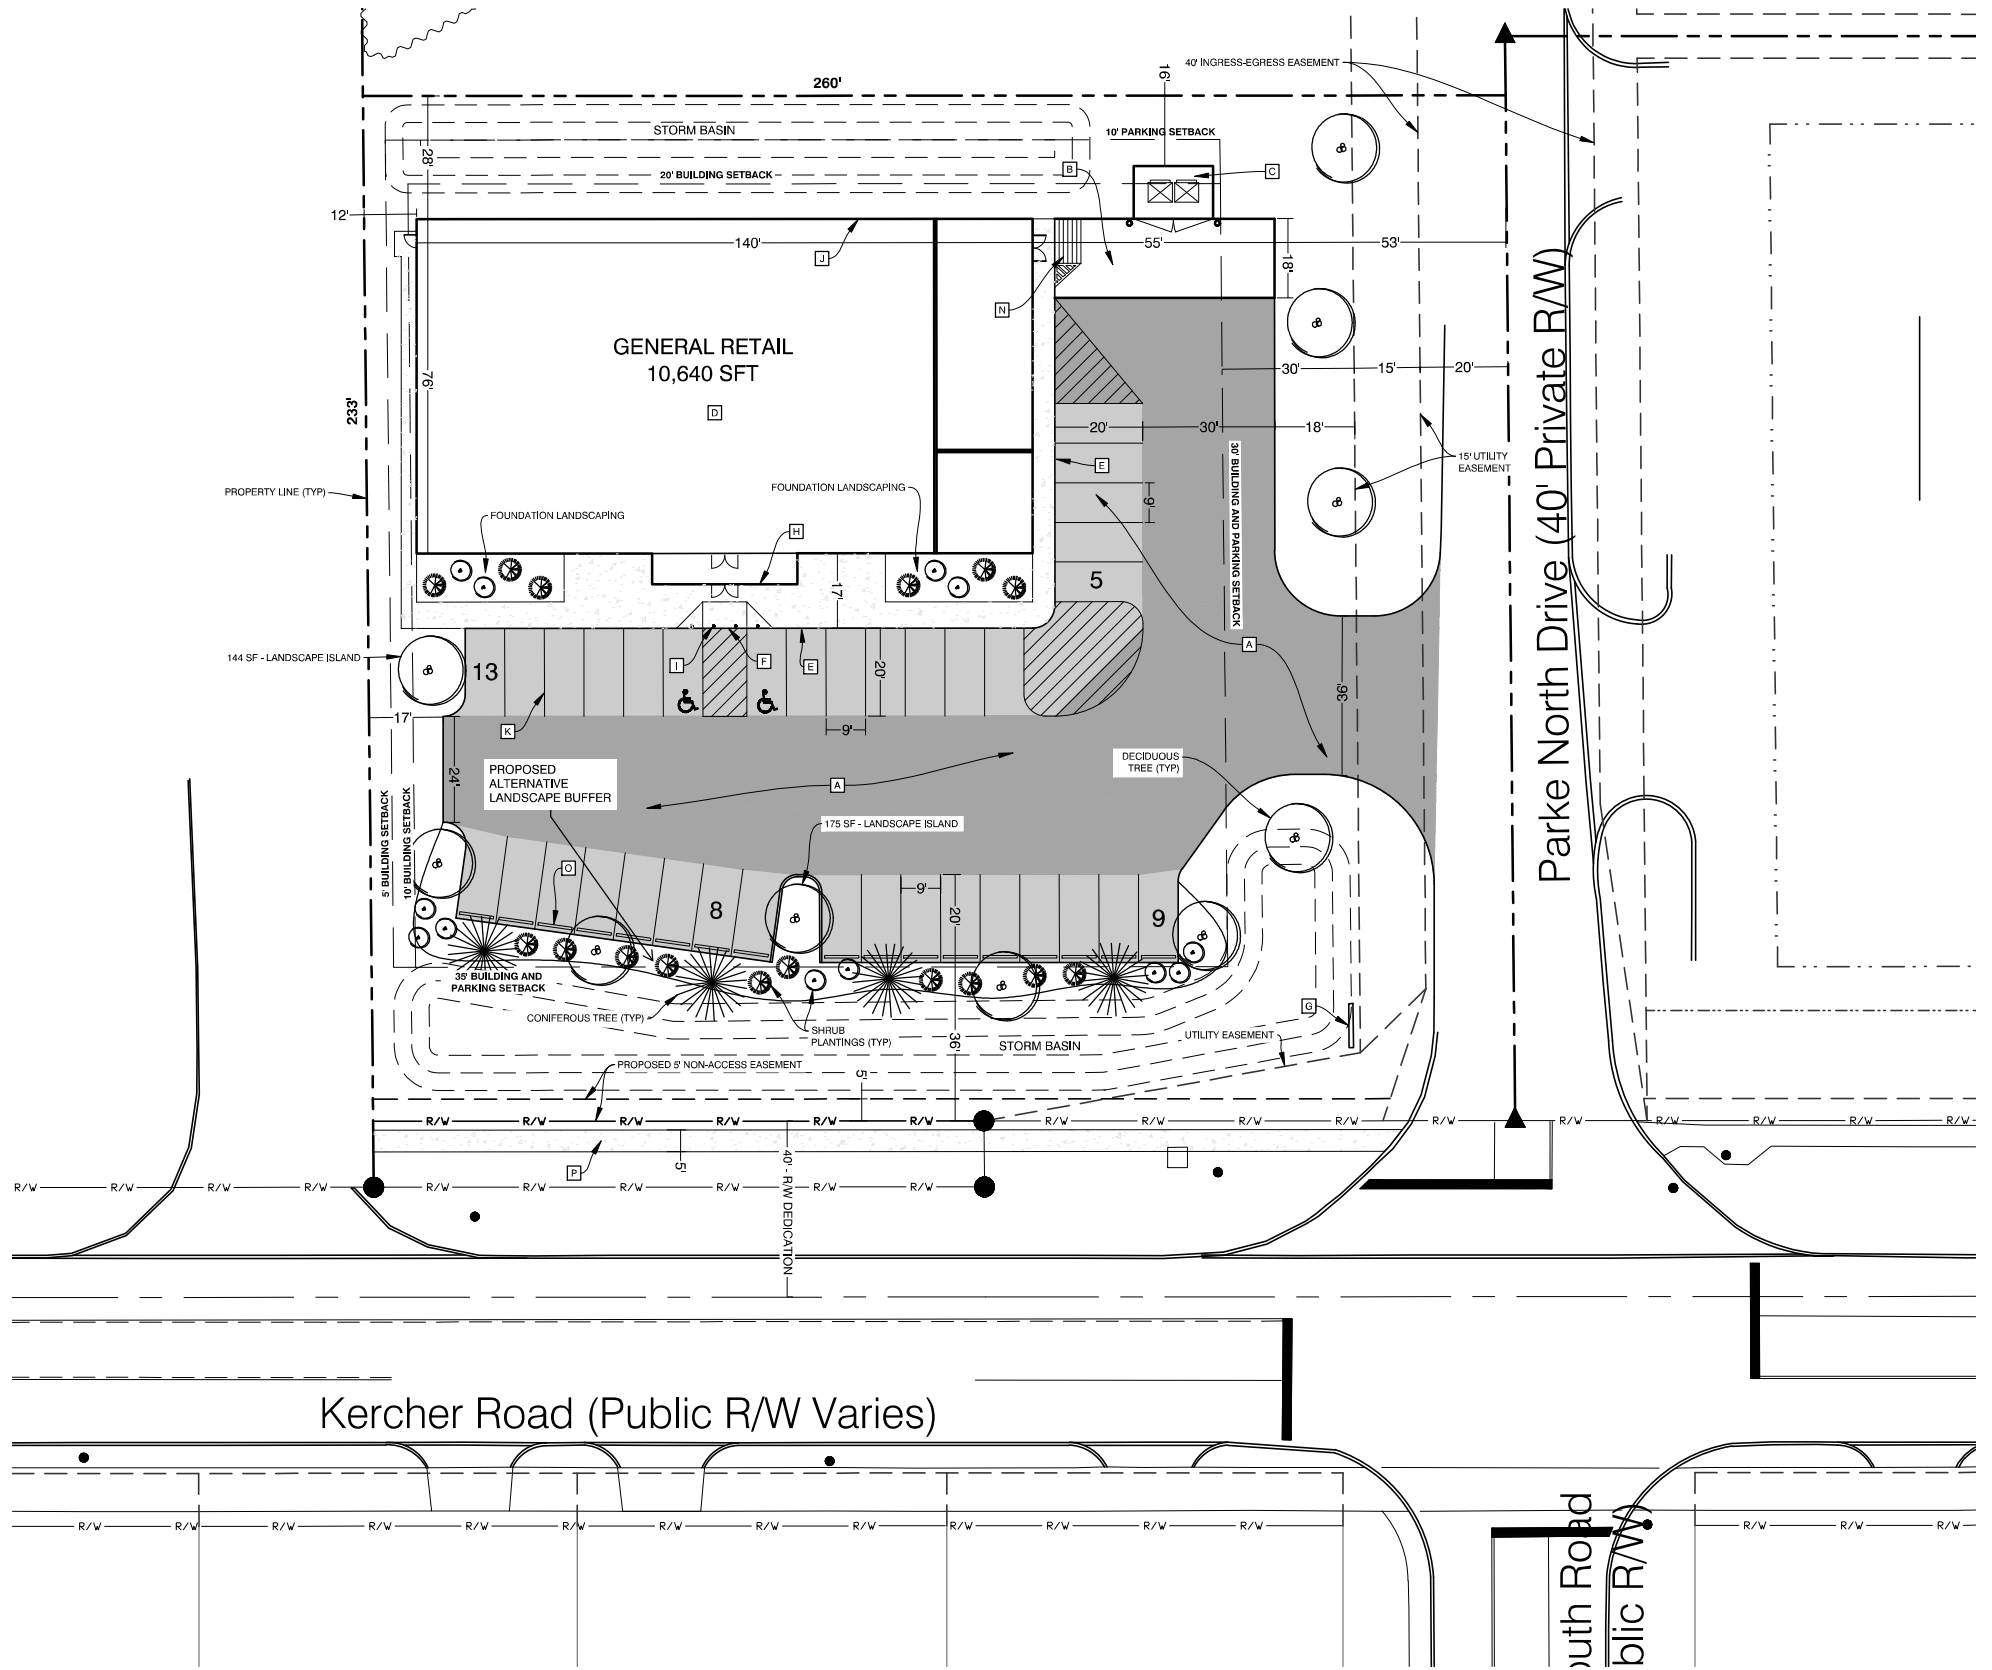 260'
40' INGRESS-EGRESS EASEMENT
16'
STORM BASIN
10' PARKING SETBACK
28'
20' BUILDING SETBACK
B
C
12'
140'
55'
53'
18'
J
N
GENERAL RETAIL
10,640 SFT
D
76'
233'
30'
15'
20'
20'
30'
18'
30' BUILDING AND PARKING SETBACK
15' UTILITY
EASEMENT
E
9'
PROPERTY LINE (TYP)
FOUNDATION LANDSCAPING
FOUNDATION LANDSCAPING
H
17'
5
Parke North Drive (40' Private R/W)
144 SF - LANDSCAPE ISLAND
13
I
F
E
20'
A
36'
17'
K
9'
24'
PROPOSED
ALTERNATIVE
LANDSCAPE BUFFER
A
DECIDUOUS
TREE (TYP)
5' BUILDING SETBACK
10' BUILDING SETBACK
175 SF - LANDSCAPE ISLAND
O
8
9'
20'
9
35' BUILDING AND
PARKING SETBACK
CONIFEROUS TREE (TYP)
SHRUB
PLANTINGS (TYP)
36'
STORM BASIN
G
UTILITY EASEMENT
PROPOSED 5' NON-ACCESS EASEMENT
5'
R/W R/W R/W R/W R/W R/W R/W R/W R/W R/W R/W R/W R/W R/W R/W R/W
P
5'
40' - R/W DEDICATION
R/W R/W R/W R/W R/W R/W R/W R/W R/W R/W
Kercher Road (Public R/W Varies)
R/W R/W R/W R/W R/W R/W R/W R/W R/W R/W R/W R/W R/W R/W R/W R/W
outh Road
blic R/W)